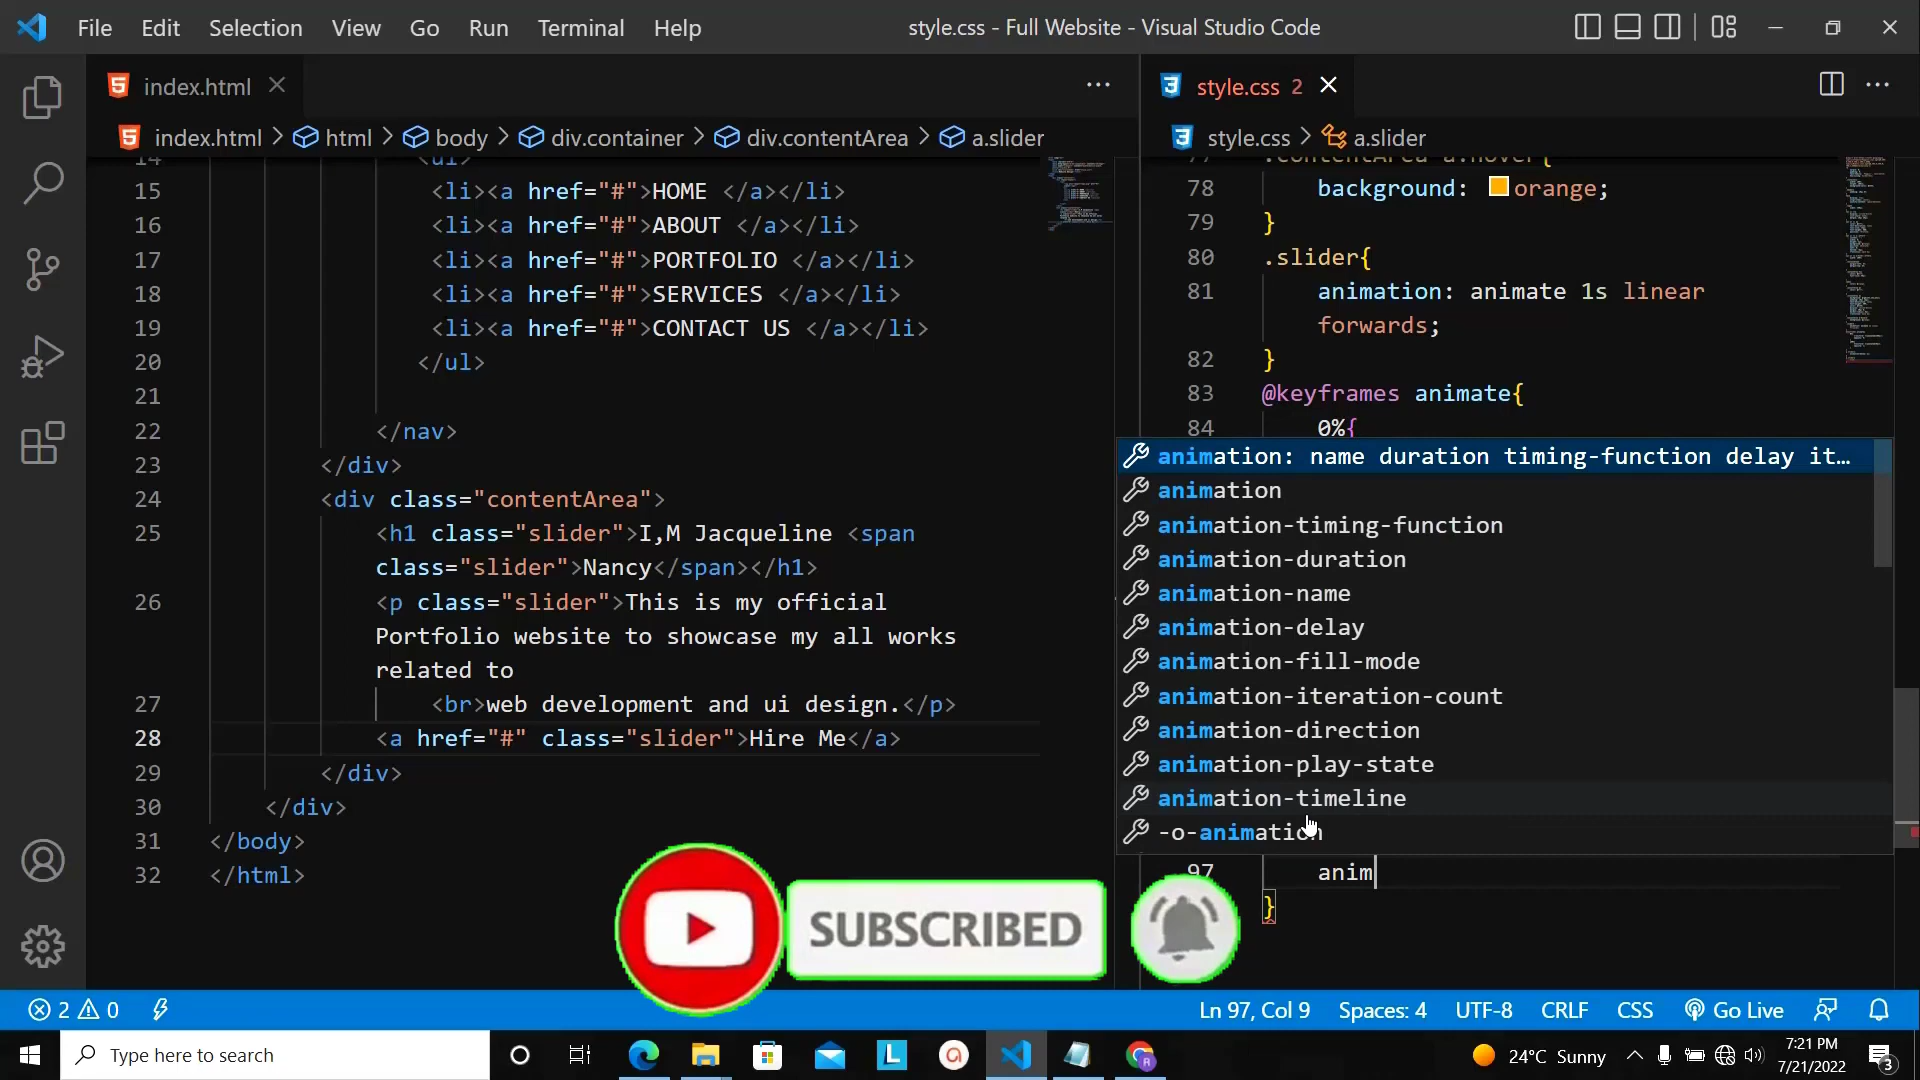 File Edit Selection View Go Run Terminal Help style.css - Full Website - Visual Studio Code
index.html
index.html > html > body > div.container > div.contentArea > a.slider
14 <ul>
15 <li><a href="#">HOME </a></li>
16 <li><a href="#">ABOUT </a></li>
17 <li><a href="#">PORTFOLIO </a></li>
18 <li><a href="#">SERVICES </a></li>
19 <li><a href="#">CONTACT US </a></li>
20 </ul>
21
22 </nav>
23 </div>
24 <div class="contentArea">
25 <h1 class="slider">I,M Jacqueline <span
class="slider">Nancy</span></h1>
26 <p class="slider">This is my official
Portfolio website to showcase my all works
related to
27 <br>web development and ui design.</p>
28 <a href="#" class="slider">Hire Me</a>
29 </div>
30 </div>
31 </body>
32 </html>
style.css 2
style.css > a.slider
77 .contentArea a:hover{
78 background: orange;
79 }
80 .slider{
81 animation: animate 1s linear
forwards;
82 }
83 @keyframes animate{
84 0%{
animation: name duration timing-function delay it…
animation
animation-timing-function
animation-duration
animation-name
animation-delay
animation-fill-mode
animation-iteration-count
animation-direction
animation-play-state
animation-timeline
-o-animation
97 anim
}
SUBSCRIBED
2 0 Ln 97, Col 9 Spaces: 4 UTF-8 CRLF CSS Go Live
Type here to search
24°C Sunny
7:21 PM
7/21/2022
3